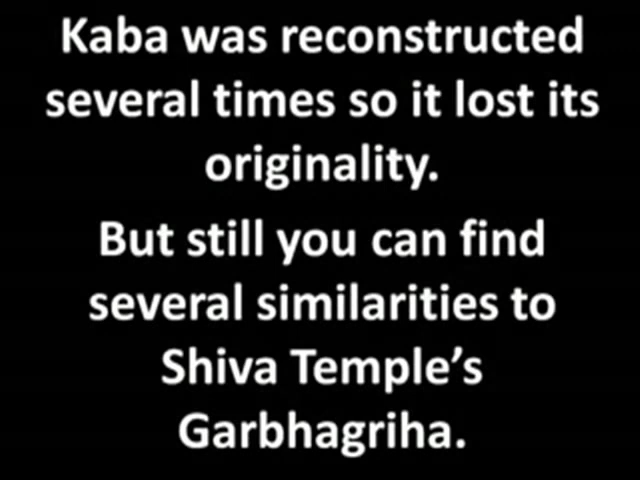 Kaba was reconstructed
several times so it lost its
originality.
But still you can find
several similarities to
Shiva Temple’s
Garbhagriha.